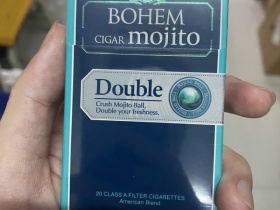 BOHEM
CIGAR mojito
Double
Crush Mojito Ball,
Double your freshness.
20 CLASS A FILTER CIGARETTES
American Blend